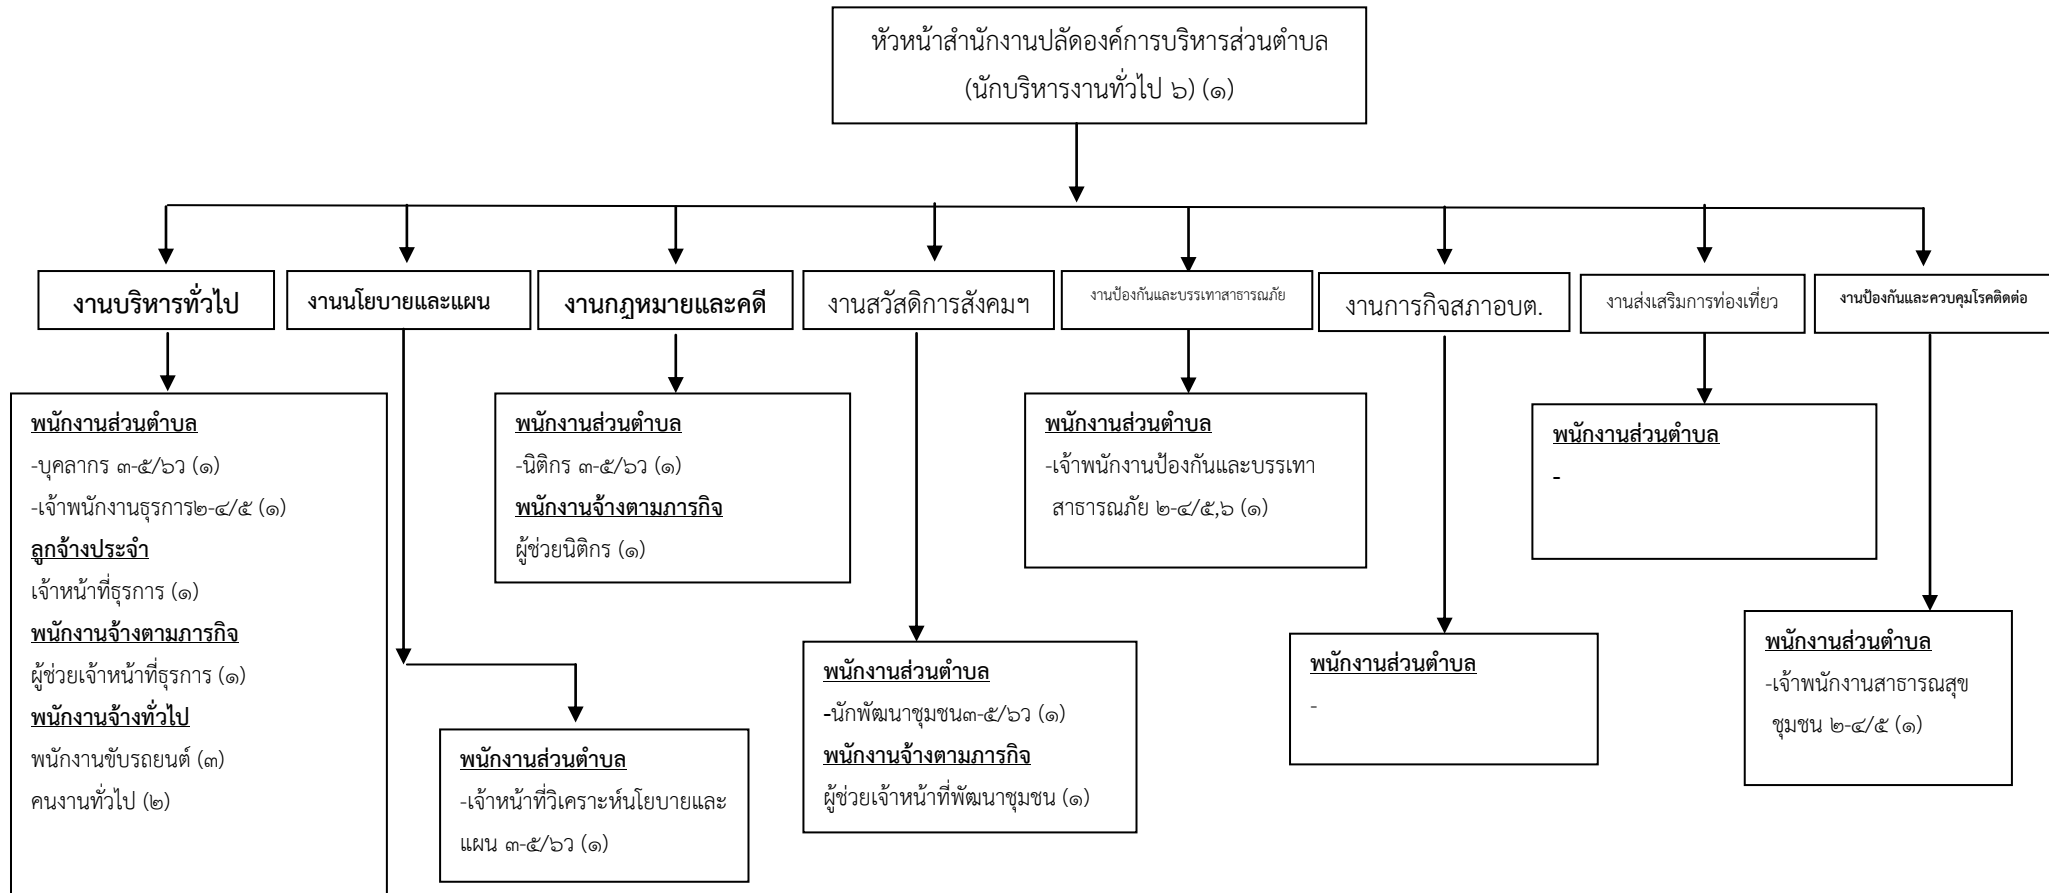 หัวหน้าสำนักงานปลัดองค์การบริหารส่วนตำบล
(นักบริหารงานทั่วไป ๖) (๑)
งานบริหารทั่วไป
งานนโยบายและแผน
งานกฎหมายและคดี
งานสวัสดิการสังคมฯ
งานป้องกันและบรรเทาสาธารณภัย
งานการกิจสภาอบต.
งานส่งเสริมการท่องเที่ยว
งานป้องกันและควบคุมโรคติดต่อ
พนักงานส่วนตำบล
-บุคลากร ๓-๕/๖ว (๑)
-เจ้าพนักงานธุรการ๒-๔/๕ (๑)
ลูกจ้างประจำ
เจ้าหน้าที่ธุรการ (๑)
พนักงานจ้างตามภารกิจ
ผู้ช่วยเจ้าหน้าที่ธุรการ (๑)
พนักงานจ้างทั่วไป
พนักงานขับรถยนต์ (๓)
คนงานทั่วไป (๒)
พนักงานส่วนตำบล
-เจ้าหน้าที่วิเคราะห์นโยบายและ
แผน ๓-๕/๖ว (๑)
พนักงานส่วนตำบล
-นิติกร ๓-๕/๖ว (๑)
พนักงานจ้างตามภารกิจ
ผู้ช่วยนิติกร (๑)
พนักงานส่วนตำบล
-นักพัฒนาชุมชน๓-๕/๖ว (๑)
พนักงานจ้างตามภารกิจ
ผู้ช่วยเจ้าหน้าที่พัฒนาชุมชน (๑)
พนักงานส่วนตำบล
-เจ้าพนักงานป้องกันและบรรเทา
สาธารณภัย ๒-๔/๕,๖ (๑)
พนักงานส่วนตำบล
-
พนักงานส่วนตำบล
-
พนักงานส่วนตำบล
-เจ้าพนักงานสาธารณสุข
ชุมชน ๒-๔/๕ (๑)